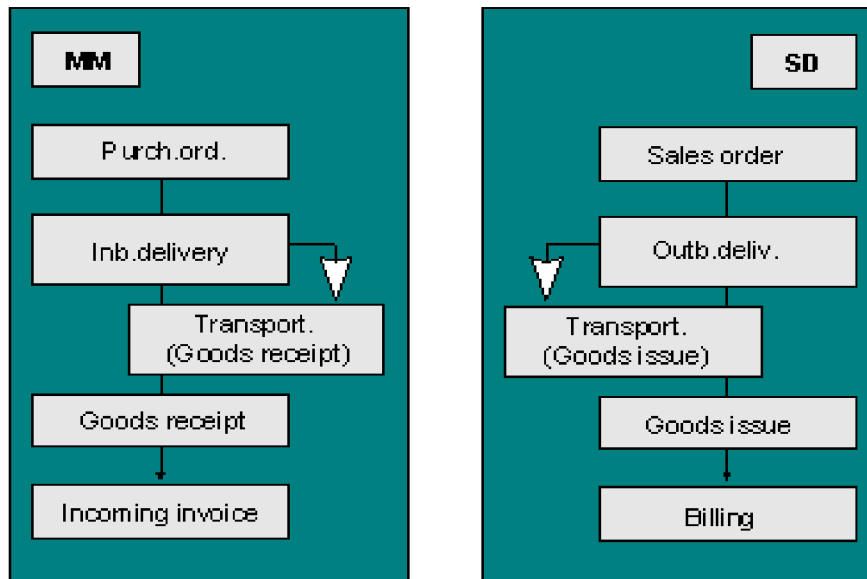 MM
Purch.ord.
Inb.delivery
Transport.
(Goods receipt)
Goods receipt
Incoming invoice
SD
Sales order
Outb.deliv.
Transport.
(Goods issue)
Goods issue
Billing